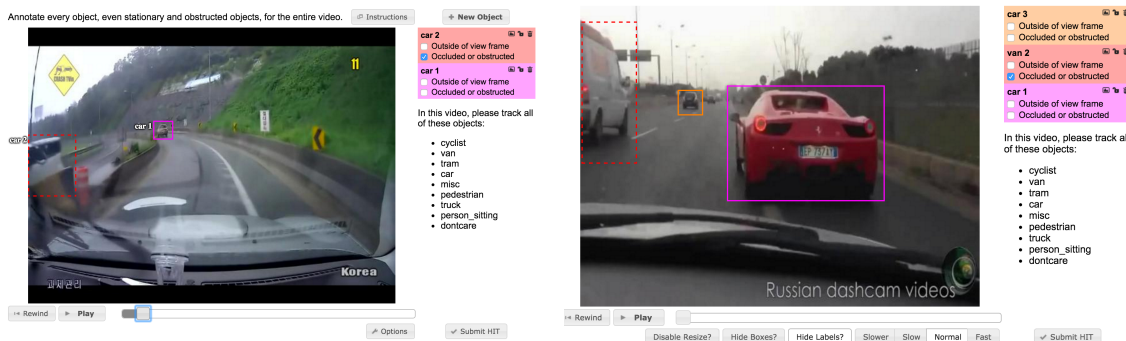 Annotate every object, even stationary and obstructed objects, for the entire video.
Instructions
+ New Object
car 2
Outside of view frame
Occluded or obstructed
car 1
Outside of view frame
Occluded or obstructed
In this video, please track all
of these objects:
• cyclist
• van
• tram
• car
• misc
• pedestrian
• truck
• person_sitting
• dontcare
11
car 1
car 2
Korea
Rewind
Play
Options
Submit HIT
car 3
Outside of view frame
Occluded or obstructed
van 2
Outside of view frame
Occluded or obstructed
car 1
Outside of view frame
Occluded or obstructed
In this video, please track all
of these objects:
• cyclist
• van
• tram
• car
• misc
• pedestrian
• truck
• person_sitting
• dontcare
Russian dashcam videos
Rewind
Play
Disable Resize?
Hide Boxes?
Hide Labels?
Slower
Slow
Normal
Fast
Submit HIT